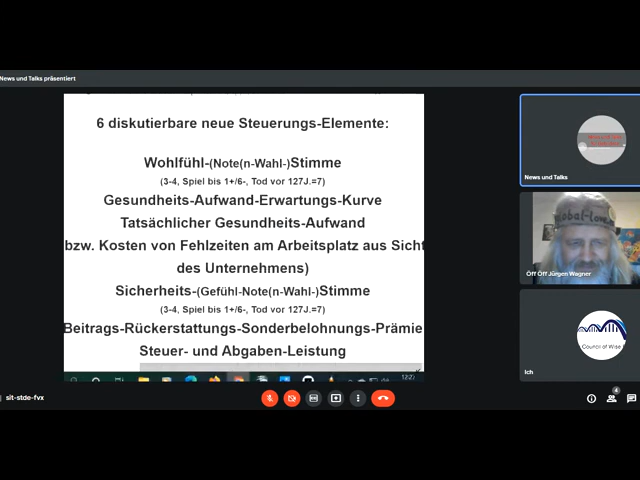 News und Talks präsentiert
6 diskutierbare neue Steuerungs-Elemente:
Wohlfühl-(Note(n-Wahl-)Stimme
(3-4, Spiel bis 1+/6-, Tod vor 127J.=7)
Gesundheits-Aufwand-Erwartungs-Kurve
Tatsächlicher Gesundheits-Aufwand
bzw. Kosten von Fehlzeiten am Arbeitsplatz aus Sicht
des Unternehmens)
Sicherheits-(Gefühl-Note(n-Wahl-)Stimme
(3-4, Spiel bis 1+/6-, Tod vor 127J.=7)
Beitrags-Rückerstattungs-Sonderbelohnungs-Prämie
Steuer- und Abgaben-Leistung
News und Talks
global-love
Öff Öff Jürgen Wagner
Council of Wise
Ich
sit-stde-fvx
4